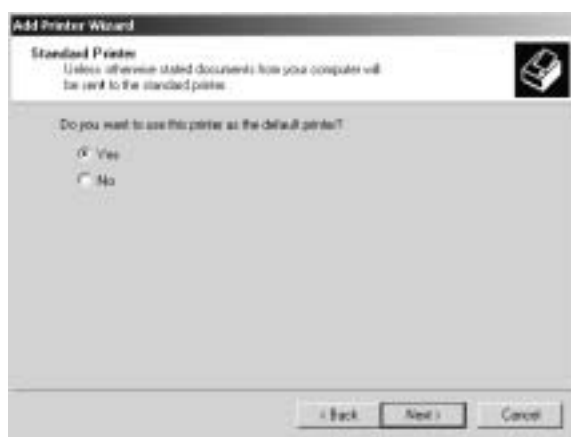 Add Printer Wizard
Standard Printer
Unless otherwise stated documents from your computer will
be sent to the standard printer.
Do you want to use this printer as the default printer?
Yes
No
< Back
Next >
Cancel